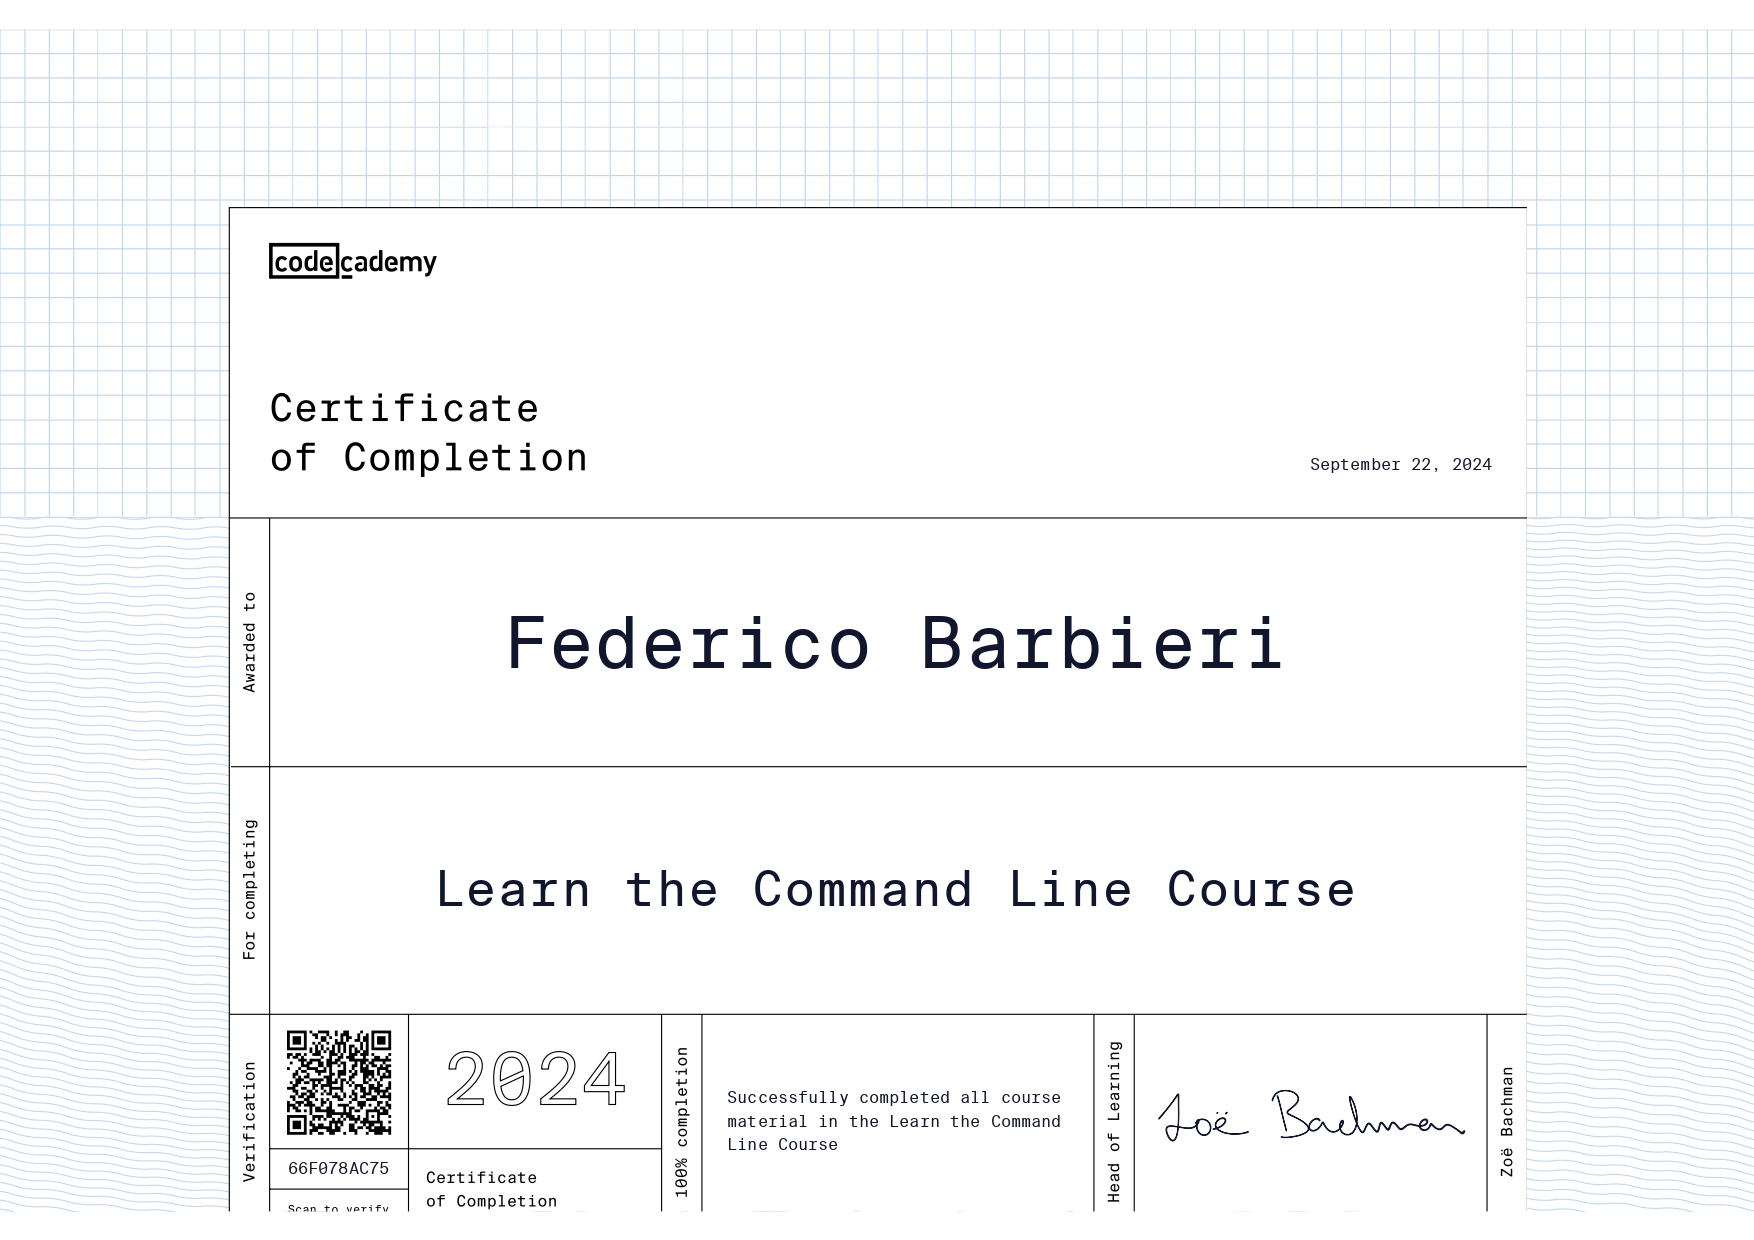 codecademy
Certificate
of Completion
September 22, 2024
Awarded to
Federico Barbieri
For completing
Learn the Command Line Course
Verification
66F078AC75
Scan to verify
2024
Certificate
of Completion
100% completion
Successfully completed all course
material in the Learn the Command
Line Course
Head of Learning
Zoë Bachman
Zoë Bachman